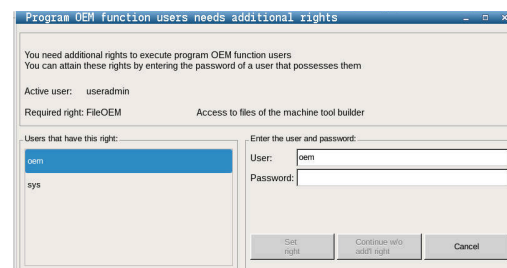 Program OEM function users needs additional rights
You need additional rights to execute program OEM function users
You can attain these rights by entering the password of a user that possesses them
Active user: useradmin
Required right: FileOEM Access to files of the machine tool builder
Users that have this right:
oem
sys
Enter the user and password:
User: oem
Password:
Set right
Continue w/o add'l right
Cancel